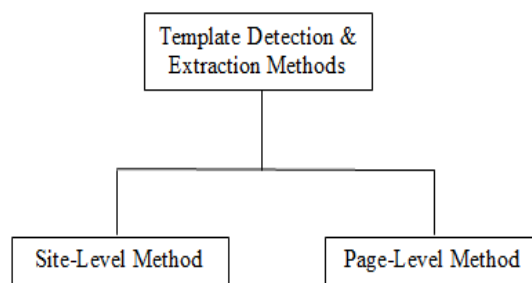 Template Detection &
Extraction Methods
Site-Level Method
Page-Level Method